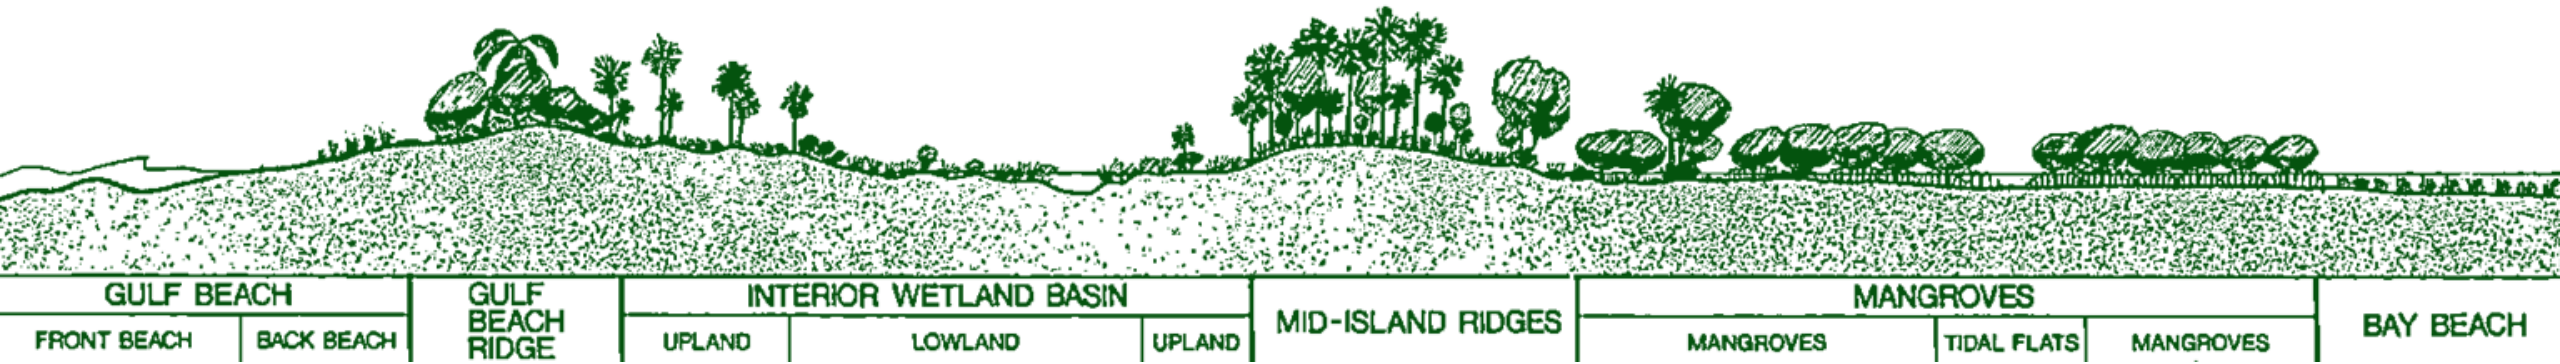 GULF BEACH
FRONT BEACH
BACK BEACH
GULF
BEACH
RIDGE
INTERIOR WETLAND BASIN
UPLAND
LOWLAND
UPLAND
MID-ISLAND RIDGES
MANGROVES
MANGROVES
TIDAL FLATS
MANGROVES
BAY BEACH